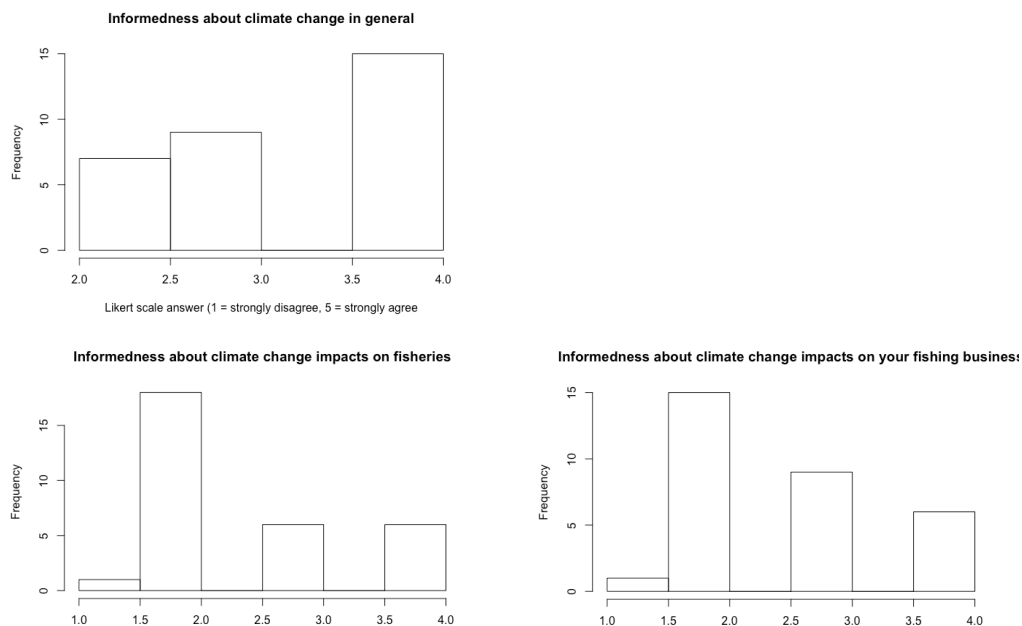 Informedness about climate change in general
15
10
5
0
Frequency
2.0 2.5 3.0 3.5 4.0
Likert scale answer (1 = strongly disagree, 5 = strongly agree
Informedness about climate change impacts on fisheries
15
10
5
0
Frequency
1.0 1.5 2.0 2.5 3.0 3.5 4.0
Informedness about climate change impacts on your fishing business
15
10
5
0
Frequency
1.0 1.5 2.0 2.5 3.0 3.5 4.0